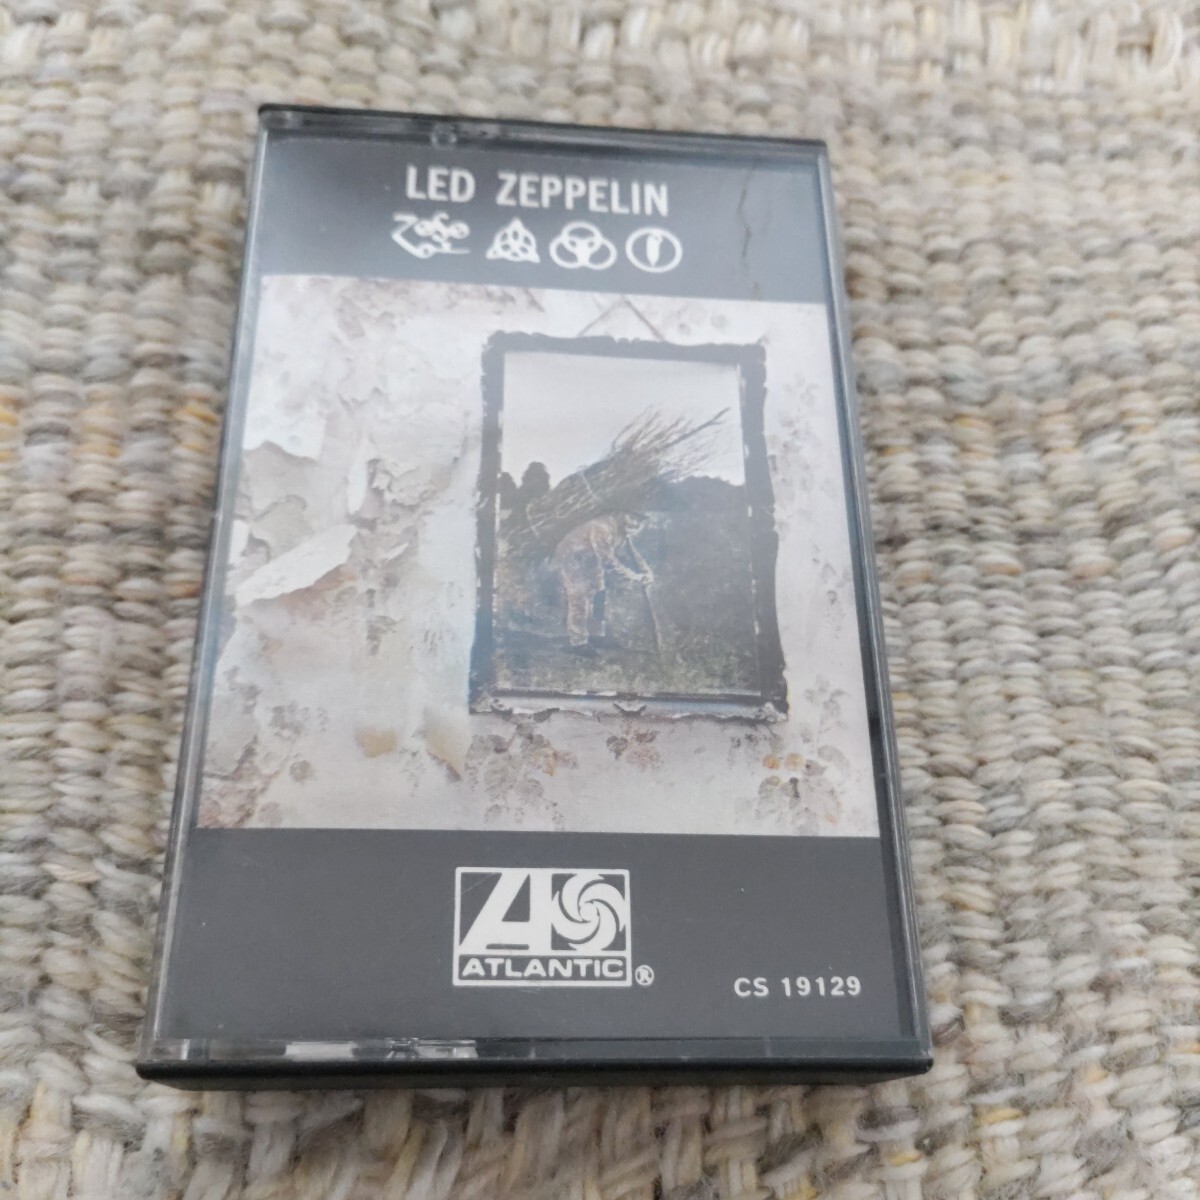 LED ZEPPELIN
ATLANTIC®
CS 19129